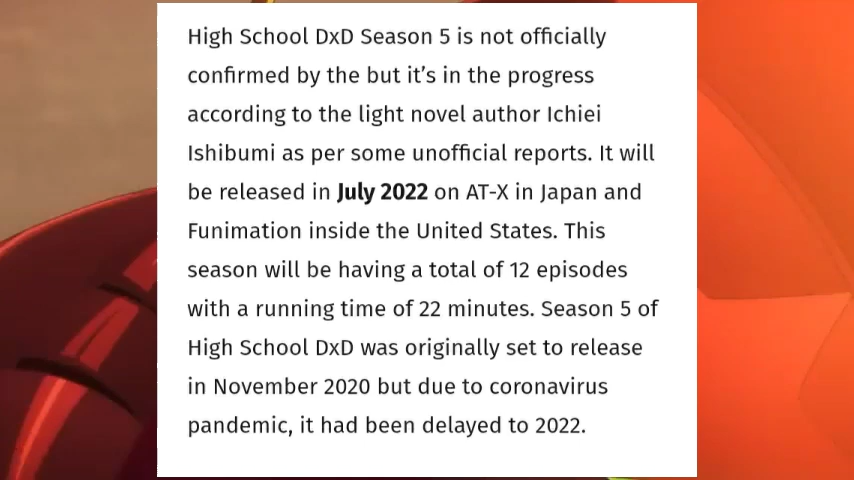 High School DxD Season 5 is not officially
confirmed by the but it’s in the progress
according to the light novel author Ichiei
Ishibumi as per some unofficial reports. It will
be released in July 2022 on AT-X in Japan and
Funimation inside the United States. This
season will be having a total of 12 episodes
with a running time of 22 minutes. Season 5 of
High School DxD was originally set to release
in November 2020 but due to coronavirus
pandemic, it had been delayed to 2022.